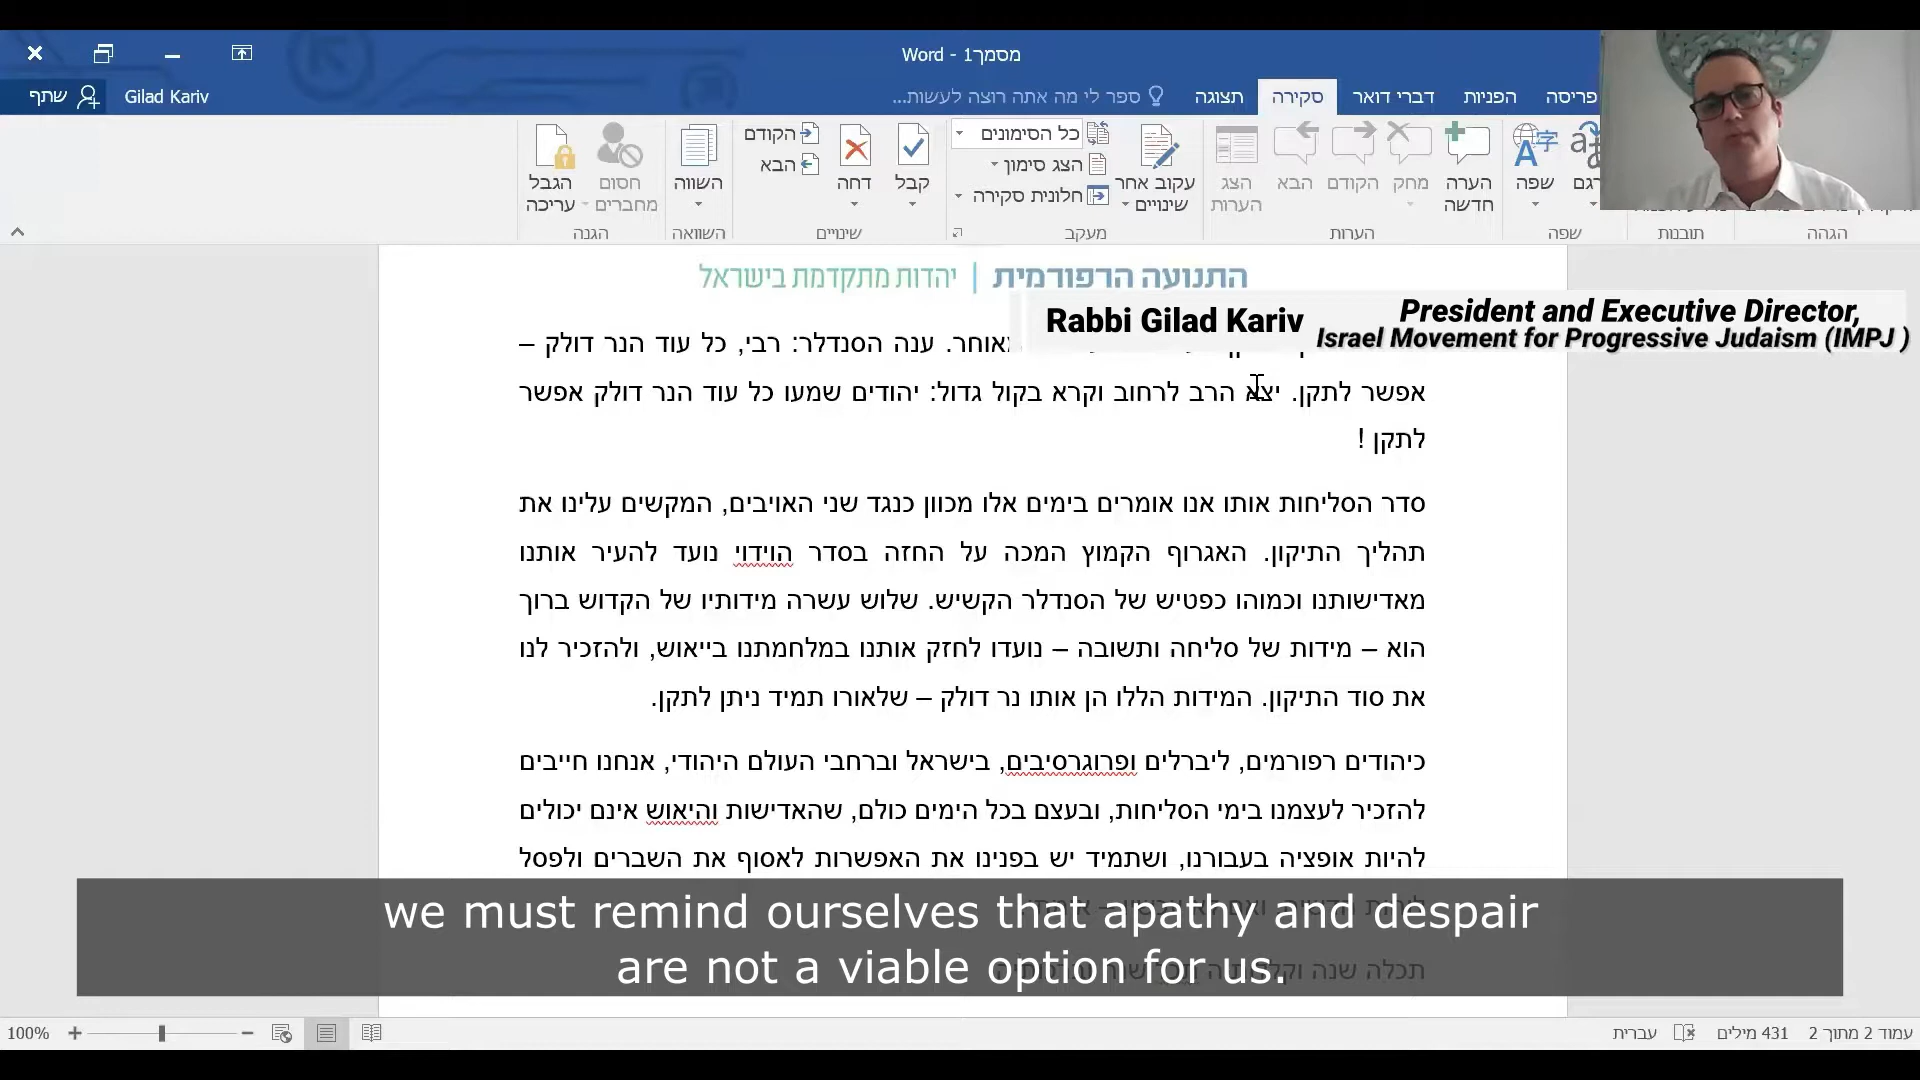 מסמך1 - Word
Gilad Kariv
שתף
פריסה
הפניות
דברי דואר
סקירה
תצוגה
ספר לי מה אתה רוצה לעשות...
שפה
הערה חדשה
מחק
הקודם
הבא
הצג הערות
עקוב אחר שינויים
כל הסימונים
הצג סימון
חלונית סקירה
קבל
דחה
הקודם
הבא
השווה
חסום מחברים
הגבל עריכה
הגהה
תובנות
שפה
הערות
מעקב
שינויים
השוואה
הגנה
התנועה הרפורמית | יהדות מתקדמת בישראל
Rabbi Gilad Kariv
President and Executive Director,
Israel Movement for Progressive Judaism (IMPJ )
ענה הסנדלר: רבי, כל עוד הנר דולק –
אפשר לתקן. יצא הרב לרחוב וקרא בקול גדול: יהודים שמעו כל עוד הנר דולק אפשר
לתקן !
סדר הסליחות אותו אנו אומרים בימים אלו מכוון כנגד שני האויבים, המקשים עלינו את
תהליך התיקון. האגרוף הקמוץ המכה על החזה בסדר הוידוי נועד להעיר אותנו
מאדישותנו וכמוהו כפטיש של הסנדלר הקשיש. שלוש עשרה מידותיו של הקדוש ברוך
הוא – מידות של סליחה ותשובה – נועדו לחזק אותנו במלחמתנו בייאוש, ולהזכיר לנו
את סוד התיקון. המידות הללו הן אותו נר דולק – שלאורו תמיד ניתן לתקן.
כיהודים רפורמים, ליברלים ופרוגרסיבים, בישראל וברחבי העולם היהודי, אנחנו חייבים
להזכיר לעצמנו בימי הסליחות, ובעצם בכל הימים כולם, שהאדישות והיאוש אינם יכולים
להיות אופציה בעבורנו, ושתמיד יש בפנינו את האפשרות לאסוף את השברים ולפסל
we must remind ourselves that apathy and despair
are not a viable option for us.
תכלה שנה
עמוד 2 מתוך 2
431 מילים
עברית
100%